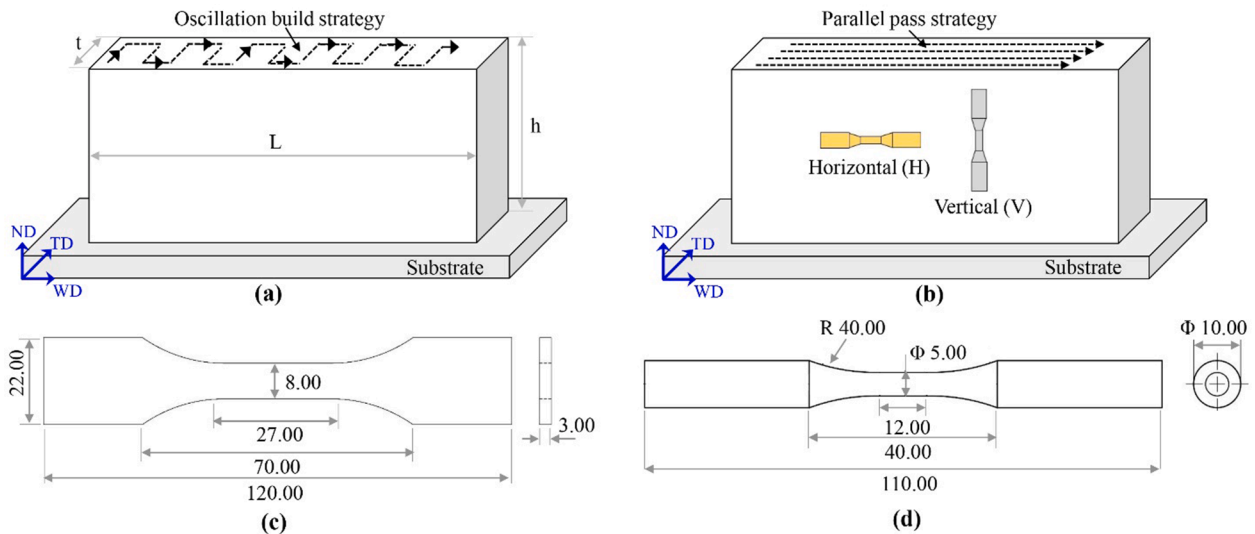 Oscillation build strategy
t
h
L
ND
TD
WD
Substrate
(a)
Parallel pass strategy
Horizontal (H)
Vertical (V)
ND
TD
WD
Substrate
(b)
22.00
8.00
27.00
70.00
120.00
3.00
(c)
R 40.00
Φ 5.00
Φ 10.00
12.00
40.00
110.00
(d)